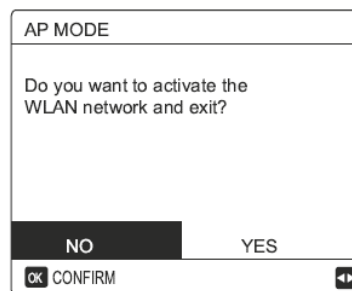 AP MODE
Do you want to activate the
WLAN network and exit?
NO YES
OK CONFIRM